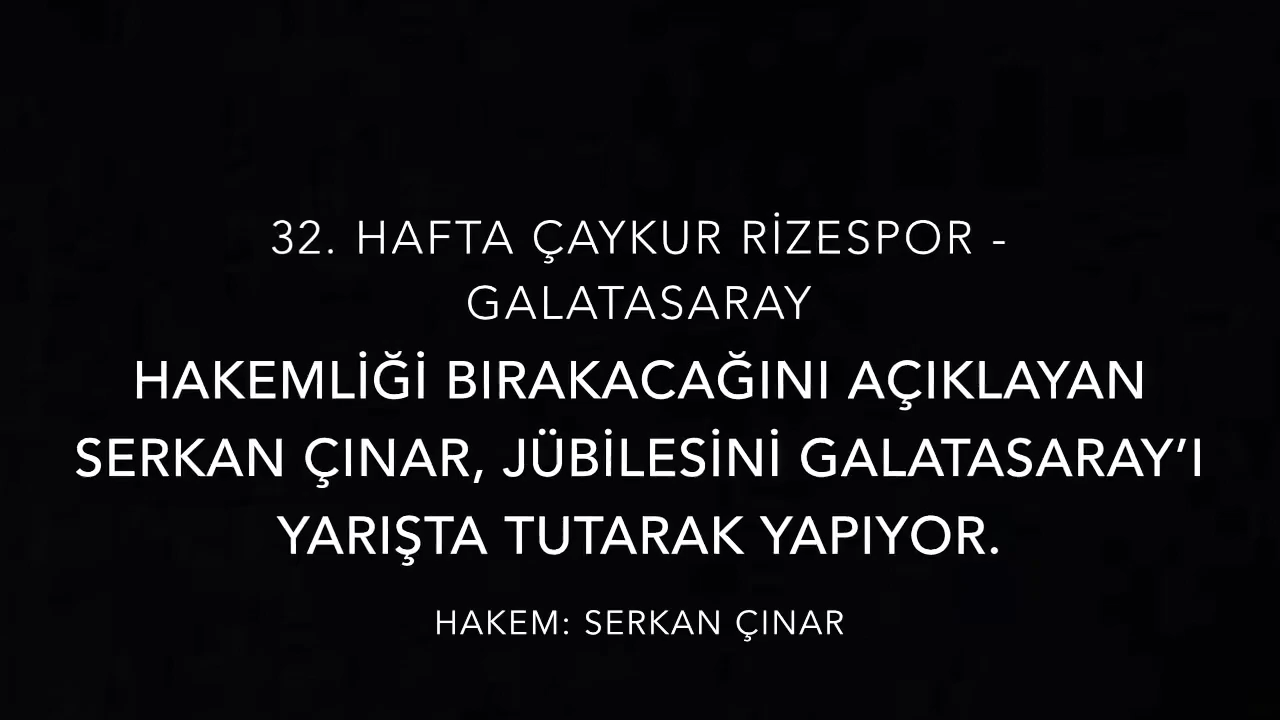 32. HAFTA ÇAYKUR RİZESPOR -
GALATASARAY
HAKEMLİĞİ BIRAKACAĞINI AÇIKLAYAN
SERKAN ÇINAR, JÜBİLESİNİ GALATASARAY’I
YARIŞTA TUTARAK YAPIYOR.
HAKEM: SERKAN ÇINAR